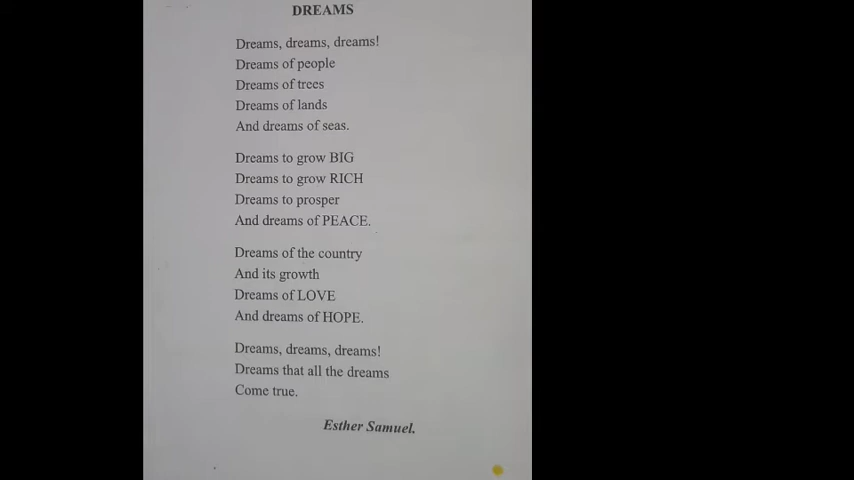 DREAMS
Dreams, dreams, dreams!
Dreams of people
Dreams of trees
Dreams of lands
And dreams of seas.
Dreams to grow BIG
Dreams to grow RICH
Dreams to prosper
And dreams of PEACE.
Dreams of the country
And its growth
Dreams of LOVE
And dreams of HOPE.
Dreams, dreams, dreams!
Dreams that all the dreams
Come true.
Esther Samuel.